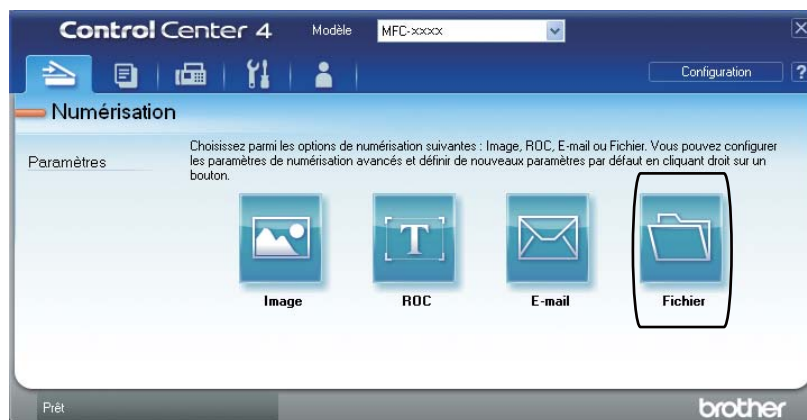 Control Center 4
Modèle
MFC-xxxx
Configuration
?
Numérisation
Paramètres
Choisissez parmi les options de numérisation suivantes : Image, ROC, E-mail ou Fichier. Vous pouvez configurer
les paramètres de numérisation avancés et définir de nouveaux paramètres par défaut en cliquant droit sur un
bouton.
T
Image
ROC
E-mail
Fichier
Prêt
brother